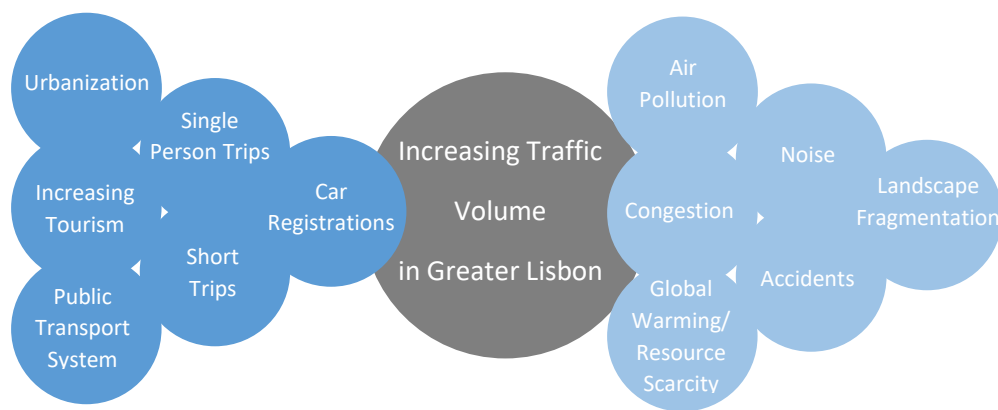 Urbanization
Increasing
Tourism
Public
Transport
System
Single
Person Trips
Short
Trips
Car
Registrations
Increasing Traffic
Volume
in Greater Lisbon
Air
Pollution
Congestion
Global
Warming/
Resource
Scarcity
Noise
Accidents
Landscape
Fragmentation